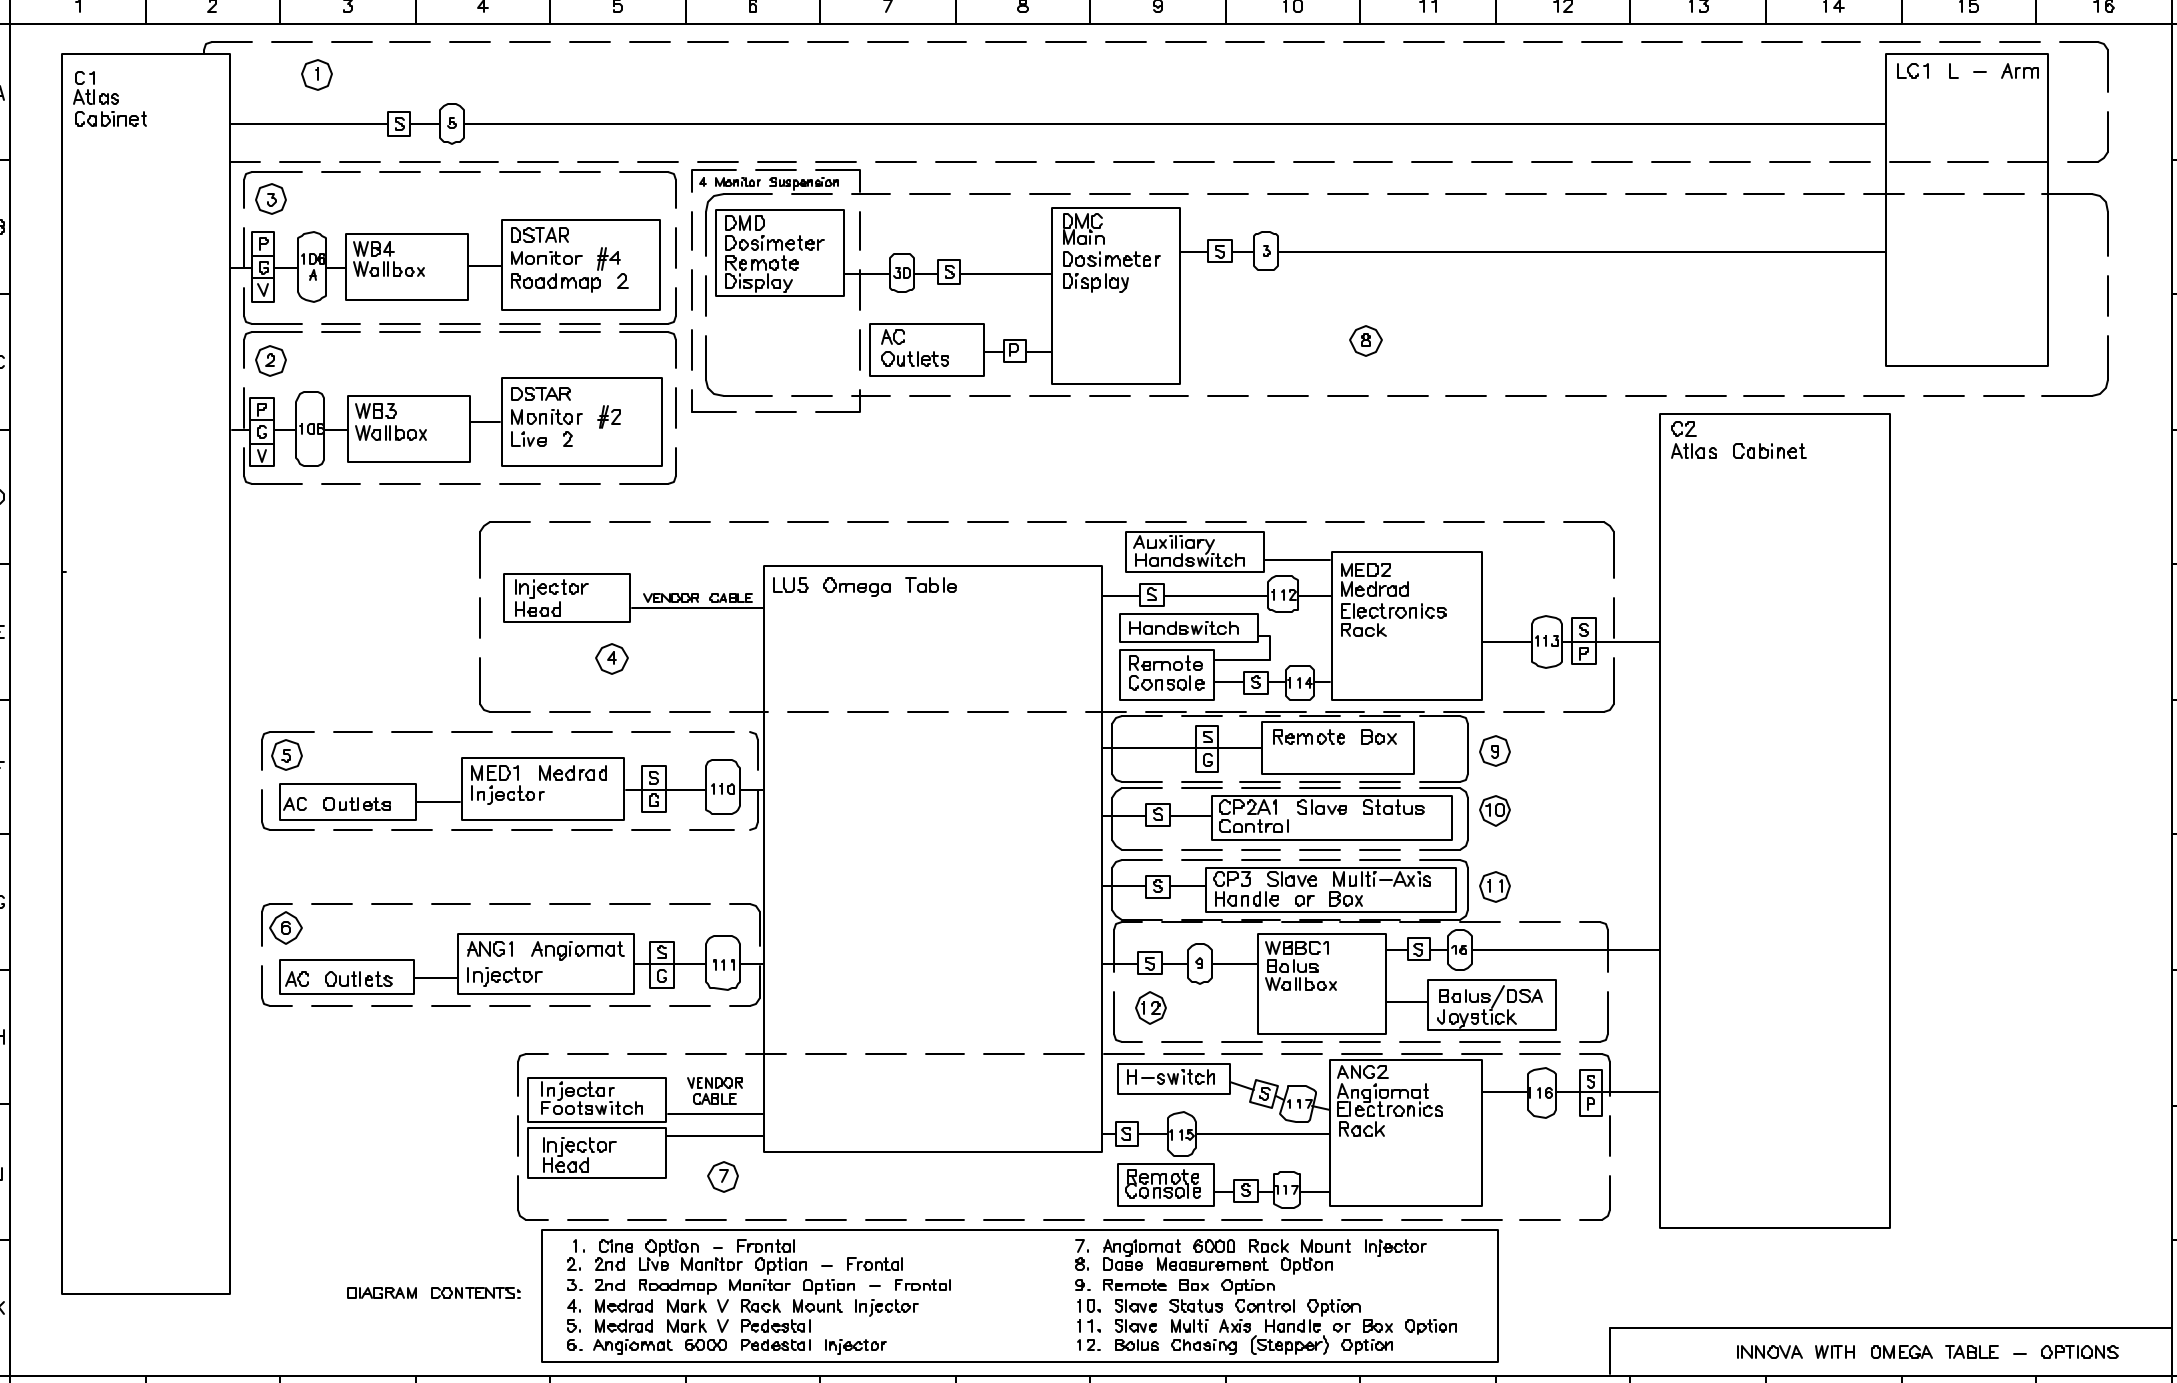 1 2 3 4 5 6 7 8 9 10 11 12 13 14 15 16
A
C
D
E
F
G
H
J
K
C1
Atlas
Cabinet
1
S
5
LC1 L - Arm
3
P
G
V
106
A
WB4
Wallbox
DSTAR
Monitor #4
Roadmap 2
4 Monitor Suspension
DMD
Dosimeter
Remote
Display
30
S
DMC
Main
Dosimeter
Display
S
3
AC
Outlets
P
8
2
P
G
V
106
WB3
Wallbox
DSTAR
Monitor #2
Live 2
C2
Atlas Cabinet
Injector
Head
VENDOR CABLE
4
LU5 Omega Table
Auxiliary
Handswitch
S
112
Handswitch
Remote
Console
S
114
MED2
Medrad
Electronics
Rack
113
S
P
5
AC Outlets
MED1 Medrad
Injector
S
G
110
S
G
Remote Box
9
S
CP2A1 Slave Status
Control
10
S
CP3 Slave Multi-Axis
Handle or Box
11
6
AC Outlets
ANG1 Angiomat
Injector
S
G
111
S
9
WBBC1
Bolus
Wallbox
S
16
Bolus/DSA
Joystick
12
Injector
Footswitch
VENDOR
CABLE
Injector
Head
7
H-switch
S
117
S
115
Remote
Console
S
117
ANG2
Angiomat
Electronics
Rack
116
S
P
DIAGRAM CONTENTS:
1. Cine Option - Frontal
2. 2nd Live Monitor Option - Frontal
3. 2nd Roadmap Monitor Option - Frontal
4. Medrad Mark V Rack Mount Injector
5. Medrad Mark V Pedestal
6. Angiomat 6000 Pedestal Injector
7. Angiomat 6000 Rack Mount Injector
8. Dose Measurement Option
9. Remote Box Option
10. Slave Status Control Option
11. Slave Multi Axis Handle or Box Option
12. Bolus Chasing (Stepper) Option
INNOVA WITH OMEGA TABLE - OPTIONS